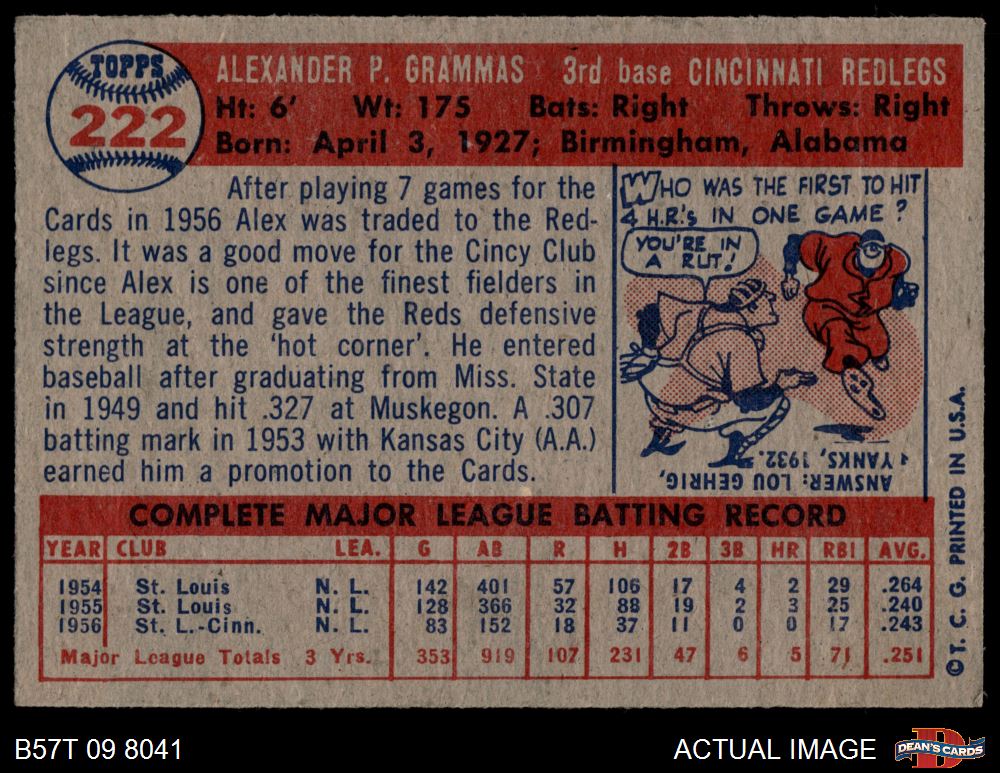 TOPPS
222
ALEXANDER P. GRAMMAS 3rd base CINCINNATI REDLEGS
Ht: 6' Wt: 175 Bats: Right Throws: Right
Born: April 3, 1927; Birmingham, Alabama
After playing 7 games for the
Cards in 1956 Alex was traded to the Red-
legs. It was a good move for the Cincy Club
since Alex is one of the finest fielders in
the League, and gave the Reds defensive
strength at the 'hot corner'. He entered
baseball after graduating from Miss. State
in 1949 and hit .327 at Muskegon. A .307
batting mark in 1953 with Kansas City (A.A.)
earned him a promotion to the Cards.
WHO WAS THE FIRST TO HIT
4 H.R.'s IN ONE GAME?
YOU'RE IN
A RUT!
ANSWER: LOU GEHRIG,
YANKS, 1932.
COMPLETE MAJOR LEAGUE BATTING RECORD
YEAR CLUB LEA. G AB R H 2B 3B HR RBI AVG.
1954 St. Louis N. L. 142 401 57 106 17 4 2 29 .264
1955 St. Louis N. L. 128 366 32 88 19 2 3 25 .240
1956 St. L.-Cinn. N. L. 83 152 18 37 11 0 0 17 .243
Major League Totals 3 Yrs. 353 919 107 231 47 6 5 71 .251
©T. C. G. PRINTED IN U.S.A.
B57T 09 8041
ACTUAL IMAGE
D
DEAN'S CARDS